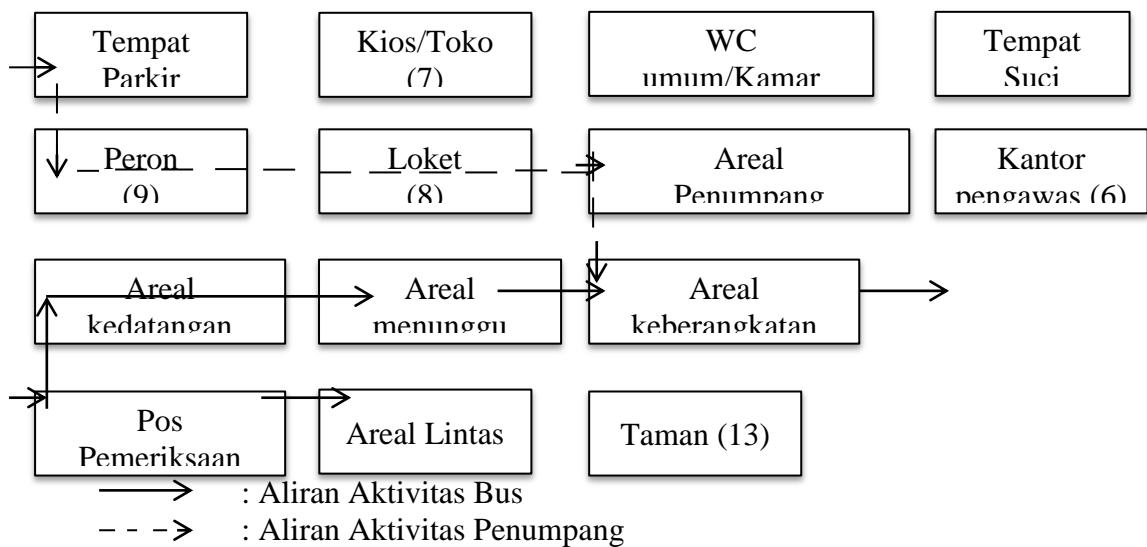 Tempat
Parkir
Kios/Toko
(7)
WC
umum/Kamar
Tempat
Suci
Peron
(9)
Loket
(8)
Areal
Penumpang
Kantor
pengawas (6)
Areal
kedatangan
Areal
menunggu
Areal
keberangkatan
Pos
Pemeriksaan
Areal Lintas
Taman (13)
: Aliran Aktivitas Bus
: Aliran Aktivitas Penumpang